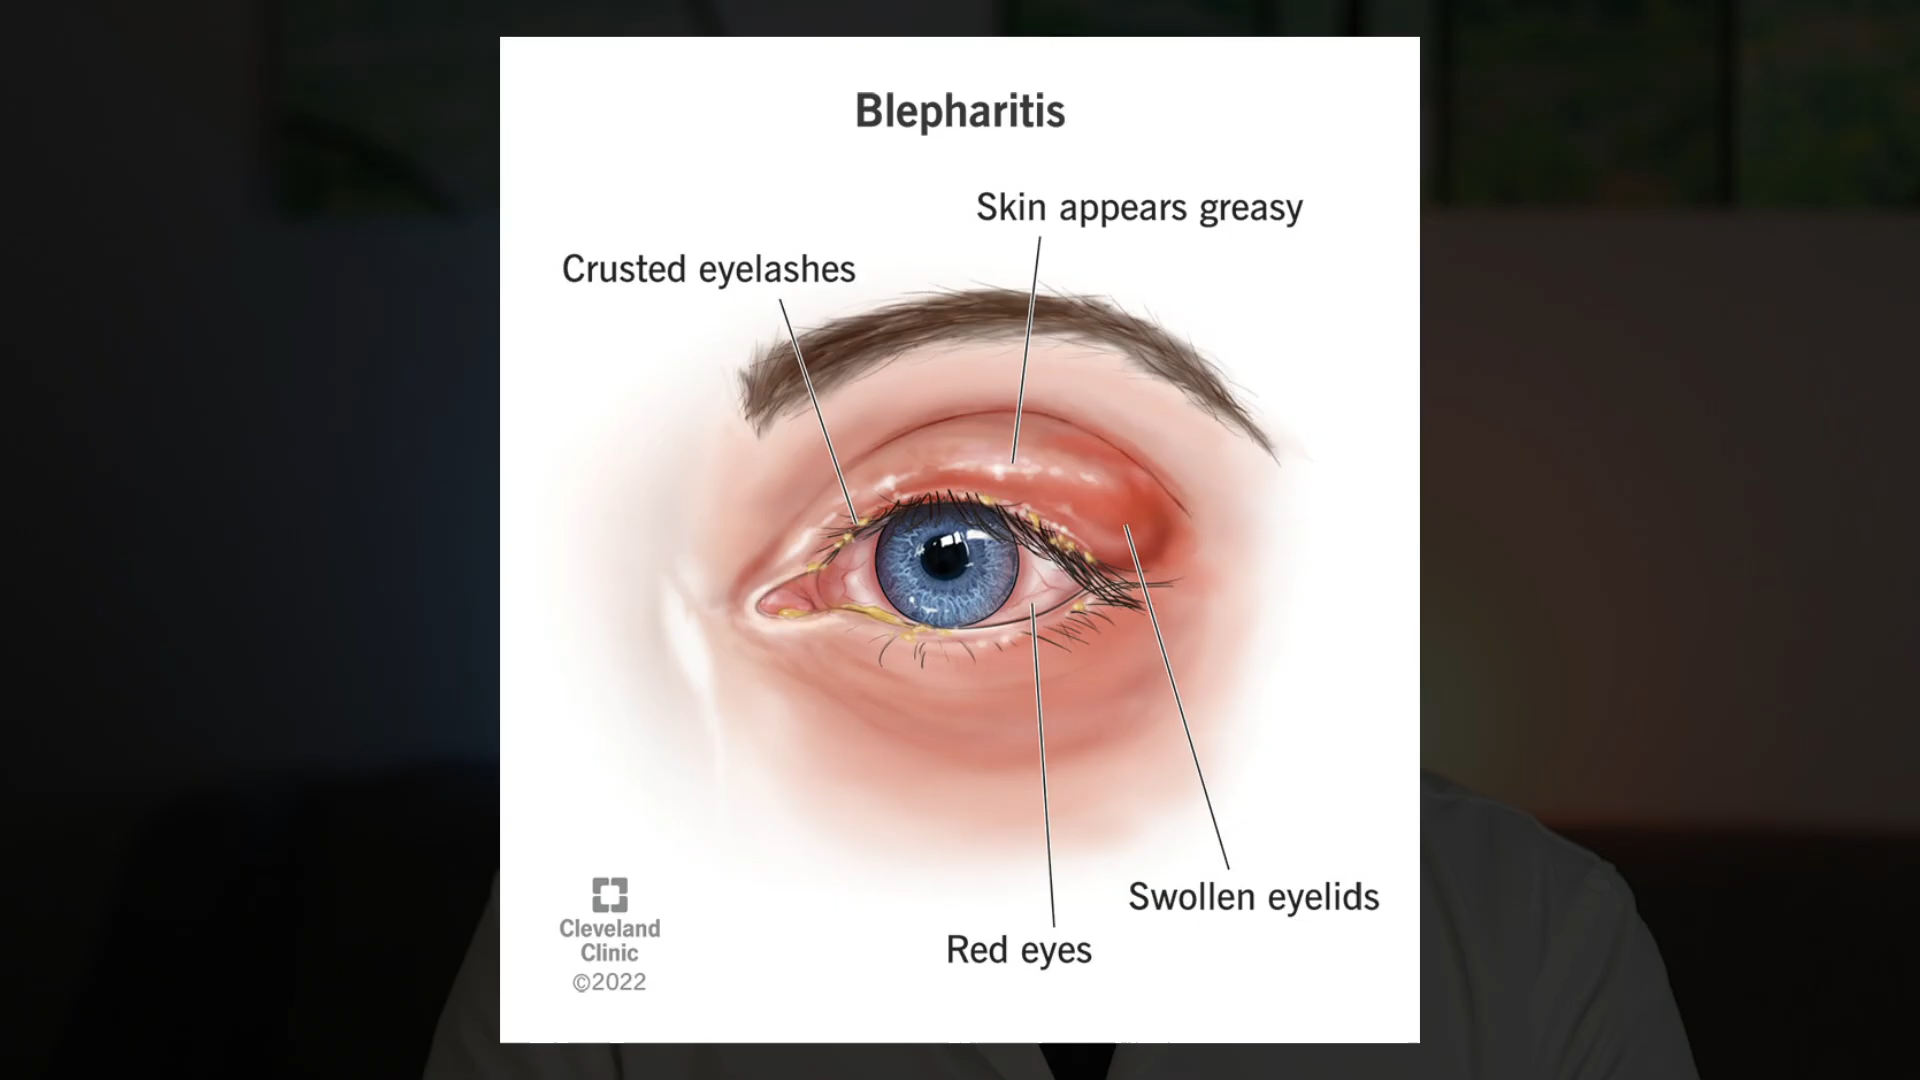 Blepharitis
Skin appears greasy
Crusted eyelashes
Swollen eyelids
Red eyes
Cleveland
Clinic
©2022